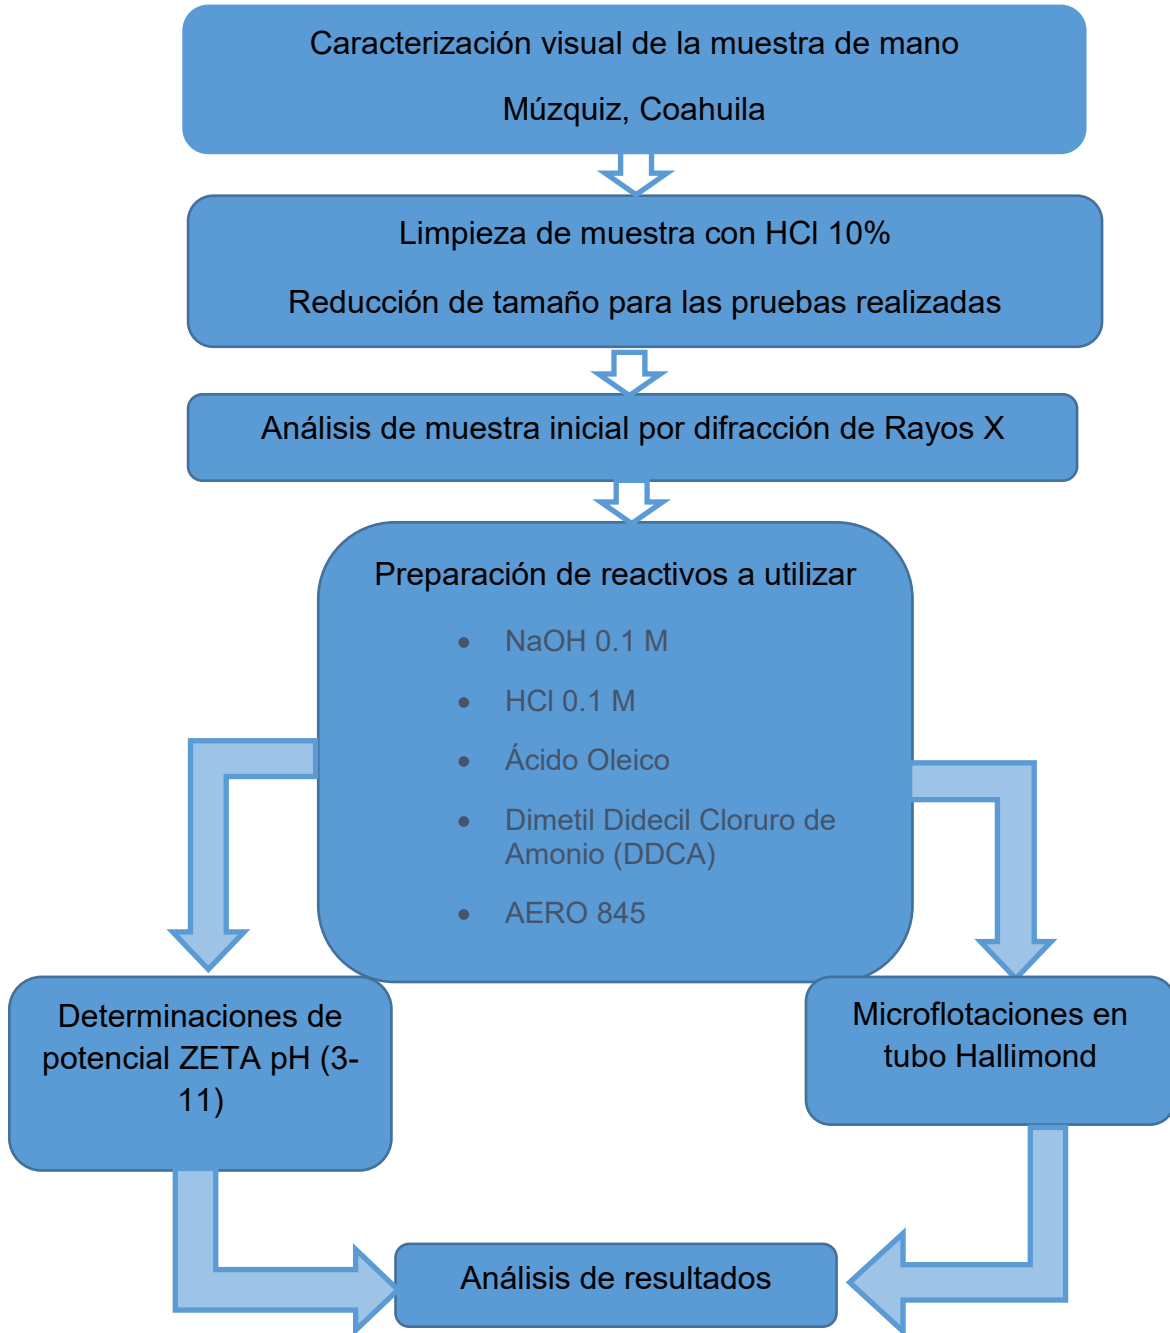 Caracterización visual de la muestra de mano
Múzquiz, Coahuila
Limpieza de muestra con HCl 10%
Reducción de tamaño para las pruebas realizadas
Análisis de muestra inicial por difracción de Rayos X
Preparación de reactivos a utilizar
• NaOH 0.1 M
• HCl 0.1 M
• Ácido Oleico
• Dimetil Didecil Cloruro de
Amonio (DDCA)
• AERO 845
Determinaciones de
potencial ZETA pH (3-
11)
Microflotaciones en
tubo Hallimond
Análisis de resultados